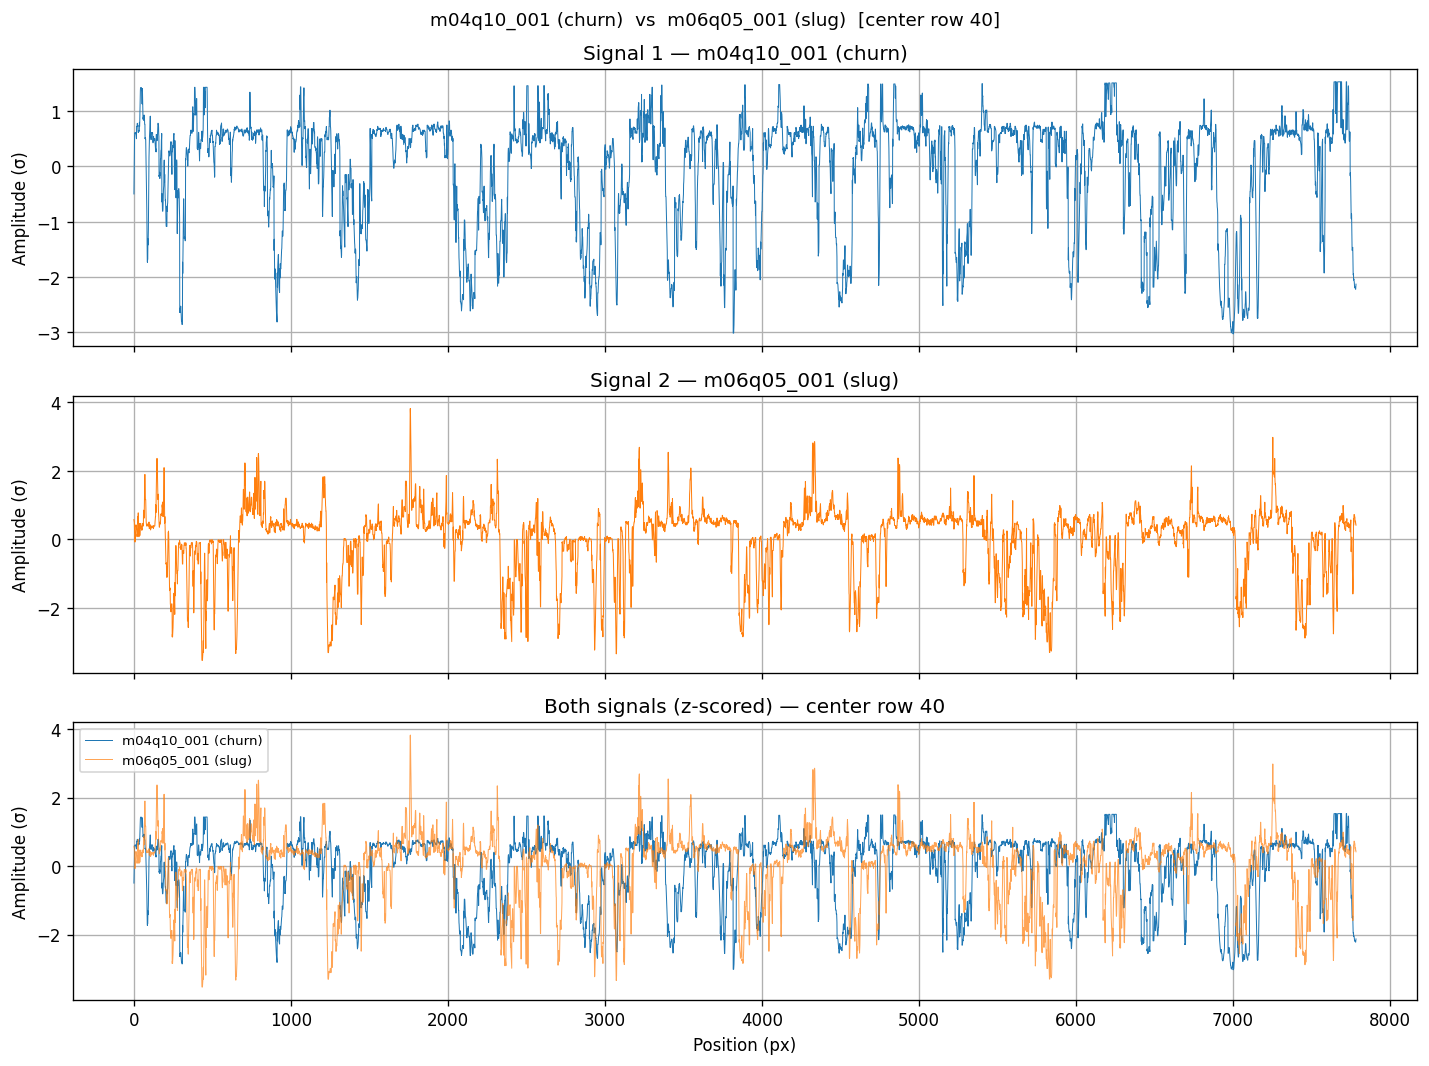 m04q10_001 (churn)  vs  m06q05_001 (slug)  [center row 40]
Signal 1 — m04q10_001 (churn)
Amplitude (σ)
1
0
−1
−2
−3
Signal 2 — m06q05_001 (slug)
Amplitude (σ)
4
2
0
−2
Both signals (z-scored) — center row 40
Amplitude (σ)
4
2
0
−2
m04q10_001 (churn)
m06q05_001 (slug)
0 1000 2000 3000 4000 5000 6000 7000 8000
Position (px)